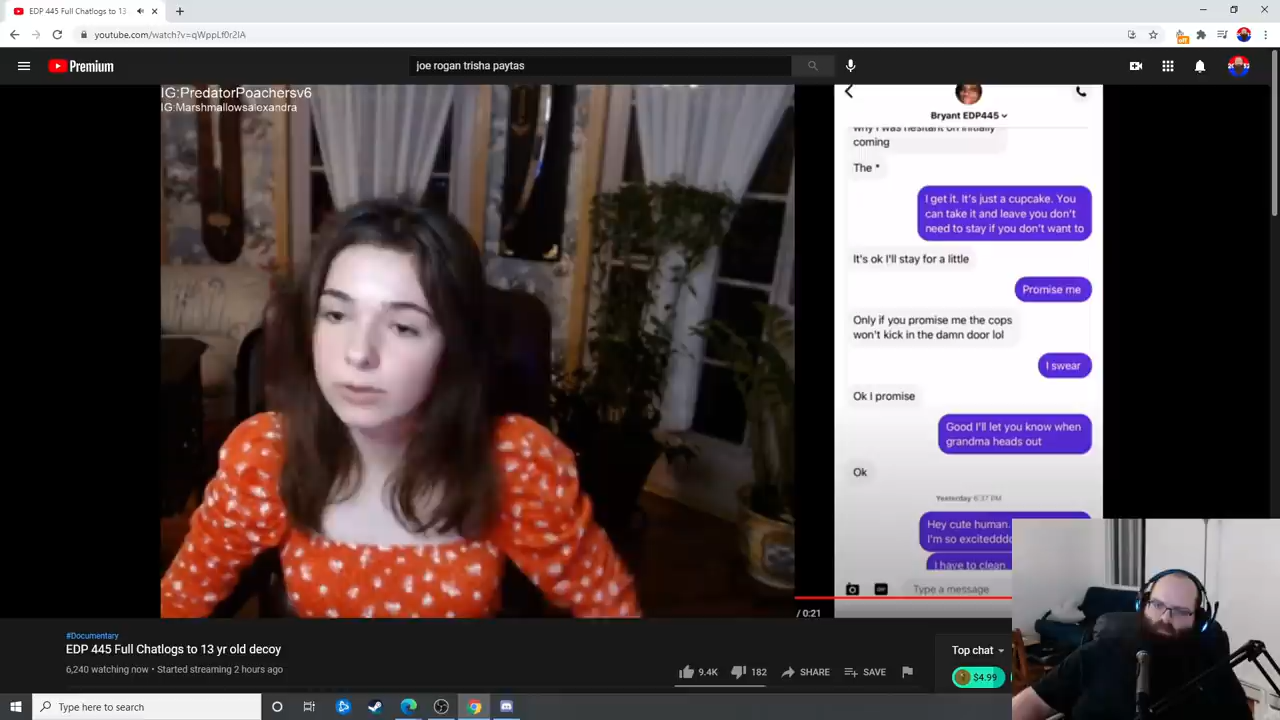 EDP 445 Full Chatlogs to 13
youtube.com/watch?v=qWppLf0r2lA
Premium
joe rogan trisha paytas
IG:PredatorPoachersv6
IG:Marshmallowsalexandra
Bryant EDP445
why I was hesitant on initially
coming
The *
I get it. It's just a cupcake. You
can take it and leave you don't
need to stay if you don't want to
It's ok I'll stay for a little
Promise me
Only if you promise me the cops
won't kick in the damn door lol
I swear
Ok I promise
Good I'll let you know when
grandma heads out
Ok
Yesterday 6:37 PM
Hey cute human.
I'm so excitedddd
I have to clean
Type a message
/ 0:21
#Documentary
EDP 445 Full Chatlogs to 13 yr old decoy
6,240 watching now • Started streaming 2 hours ago
9.4K
182
SHARE
SAVE
Top chat
$4.99
Type here to search